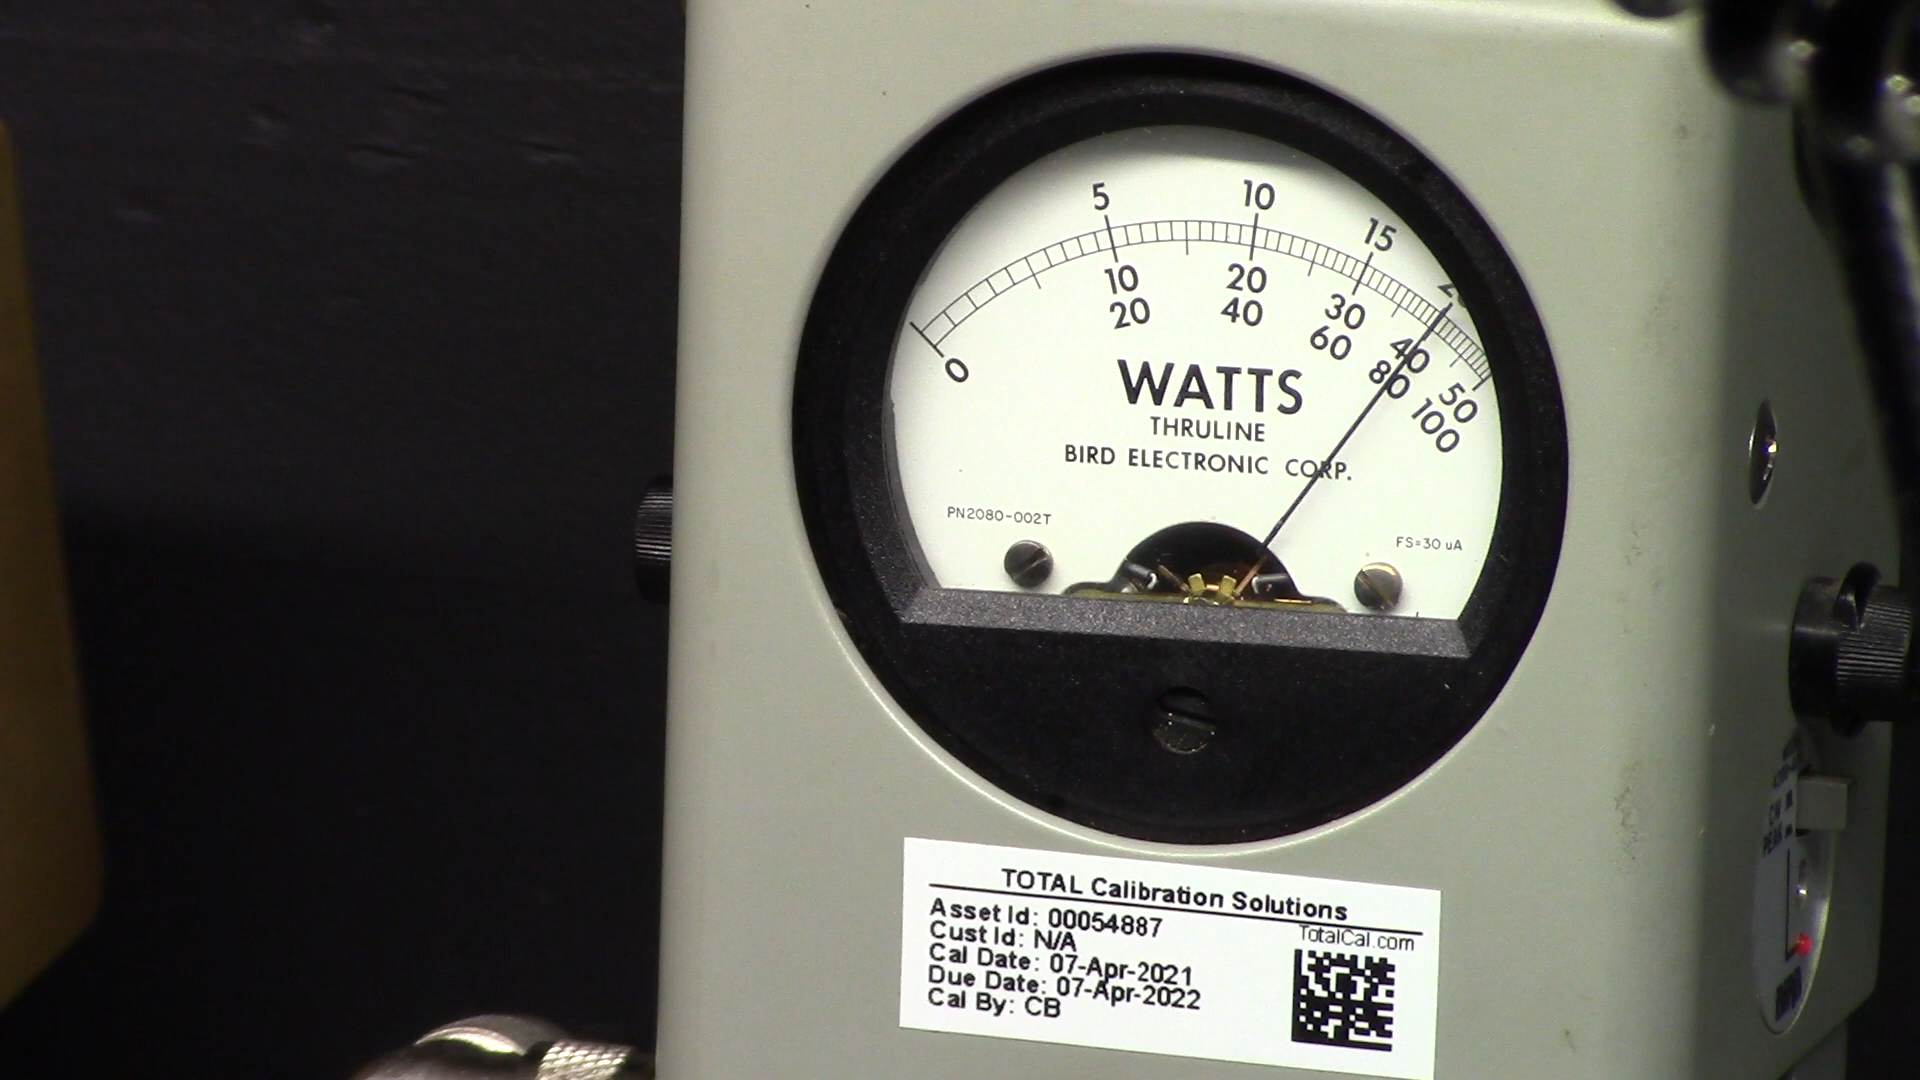 5 10 15
10 20 30 40 50
0 20 40 60 80 100
WATTS
THRULINE
BIRD ELECTRONIC CORP.
PN2080-002T
FS=30 uA
CW
PEAK
TOTAL Calibration Solutions
Asset Id: 00054887
TotalCal.com
Cust Id: N/A
Cal Date: 07-Apr-2021
Due Date: 07-Apr-2022
Cal By: CB